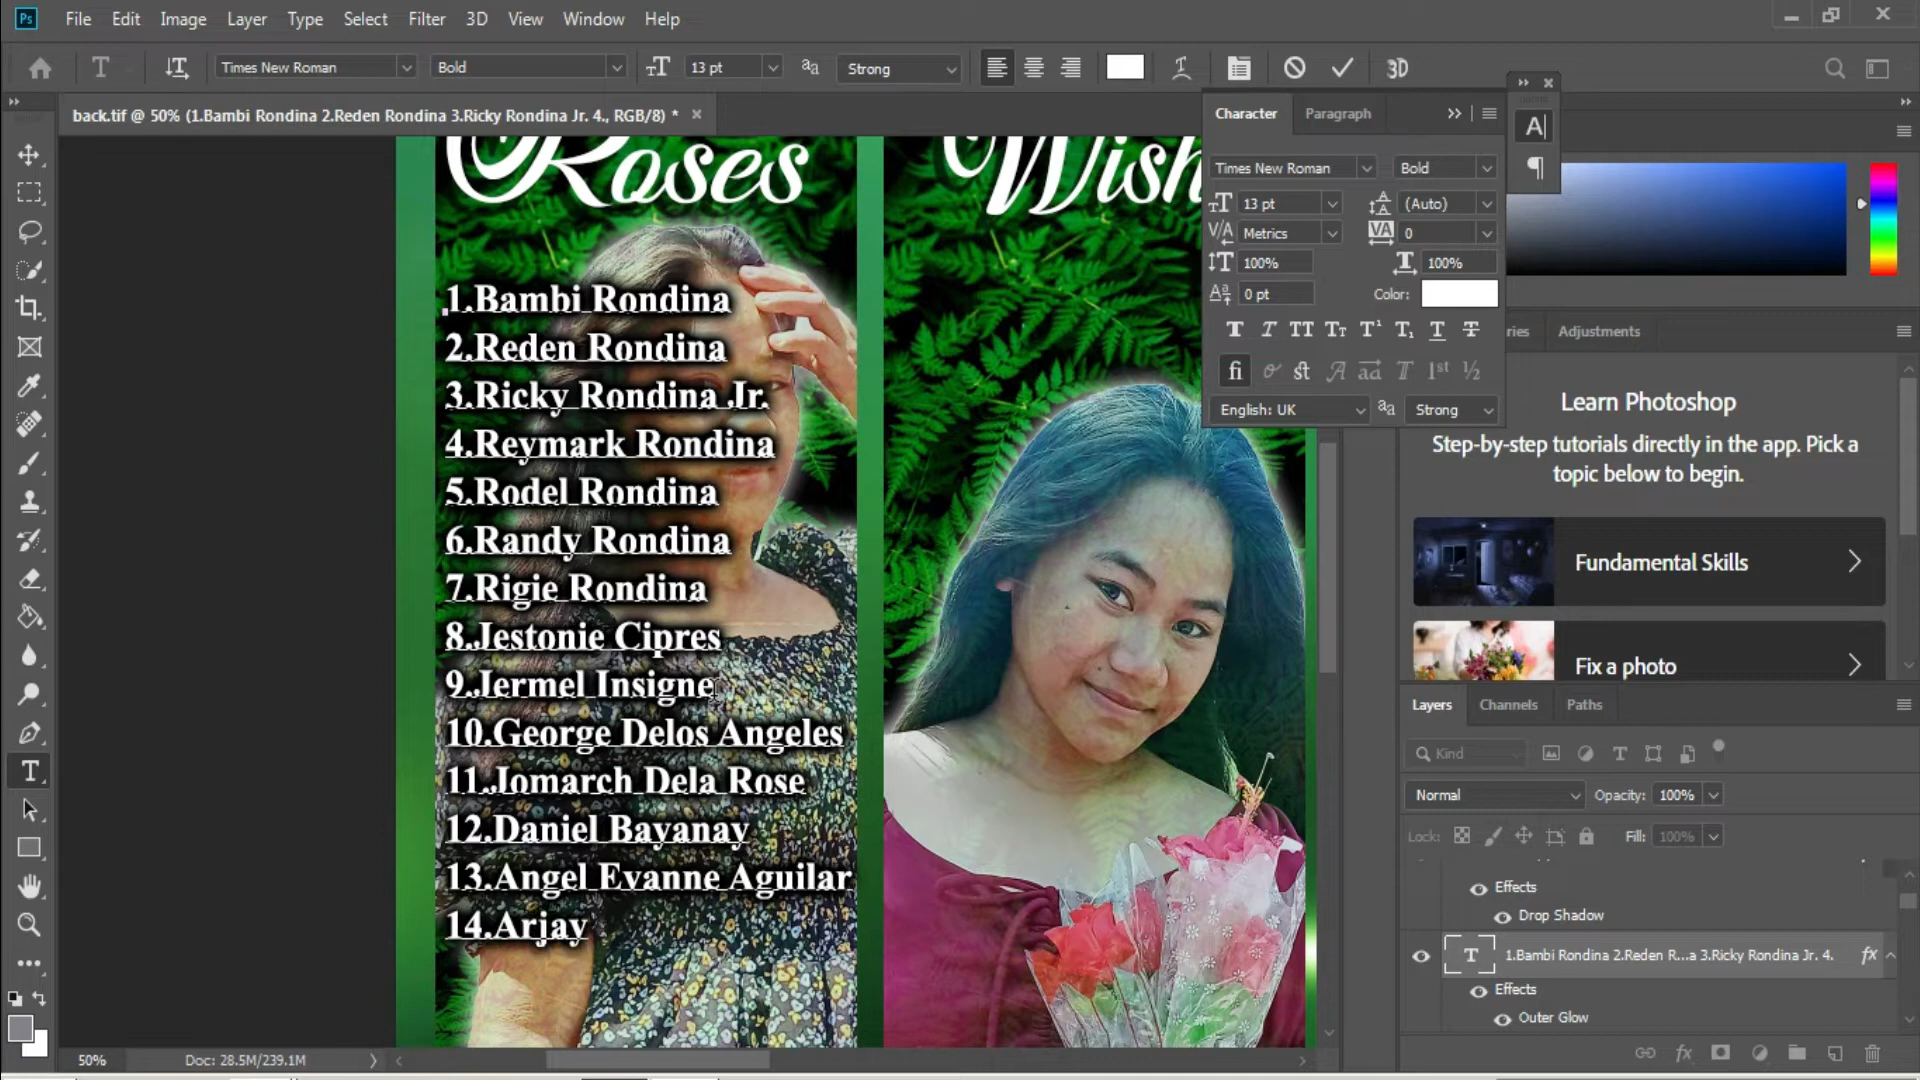 Ps File Edit Image Layer Type Select Filter 3D View Window Help
T Times New Roman Bold 13 pt Strong 3D
back.tif @ 50% (1.Bambi Rondina 2.Reden Rondina 3.Ricky Rondina Jr. 4., RGB/8) *
Roses
Wish
1.Bambi Rondina
2.Reden Rondina
3.Ricky Rondina Jr.
4.Reymark Rondina
5.Rodel Rondina
6.Randy Rondina
7.Rigie Rondina
8.Jestonie Cipres
9.Jermel Insigne
10.George Delos Angeles
11.Jomarch Dela Rose
12.Daniel Bayanay
13.Angel Evanne Aguilar
14.Arjay
Character Paragraph
Times New Roman Bold
13 pt (Auto)
Metrics 0
100% 100%
0 pt Color:
English: UK Strong
ries Adjustments
Learn Photoshop
Step-by-step tutorials directly in the app. Pick a
topic below to begin.
Fundamental Skills
Fix a photo
Layers Channels Paths
Kind
Normal Opacity: 100%
Lock: Fill: 100%
Effects
Drop Shadow
T 1.Bambi Rondina 2.Reden R...a 3.Ricky Rondina Jr. 4. fx
Effects
Outer Glow
50% Doc: 28.5M/239.1M